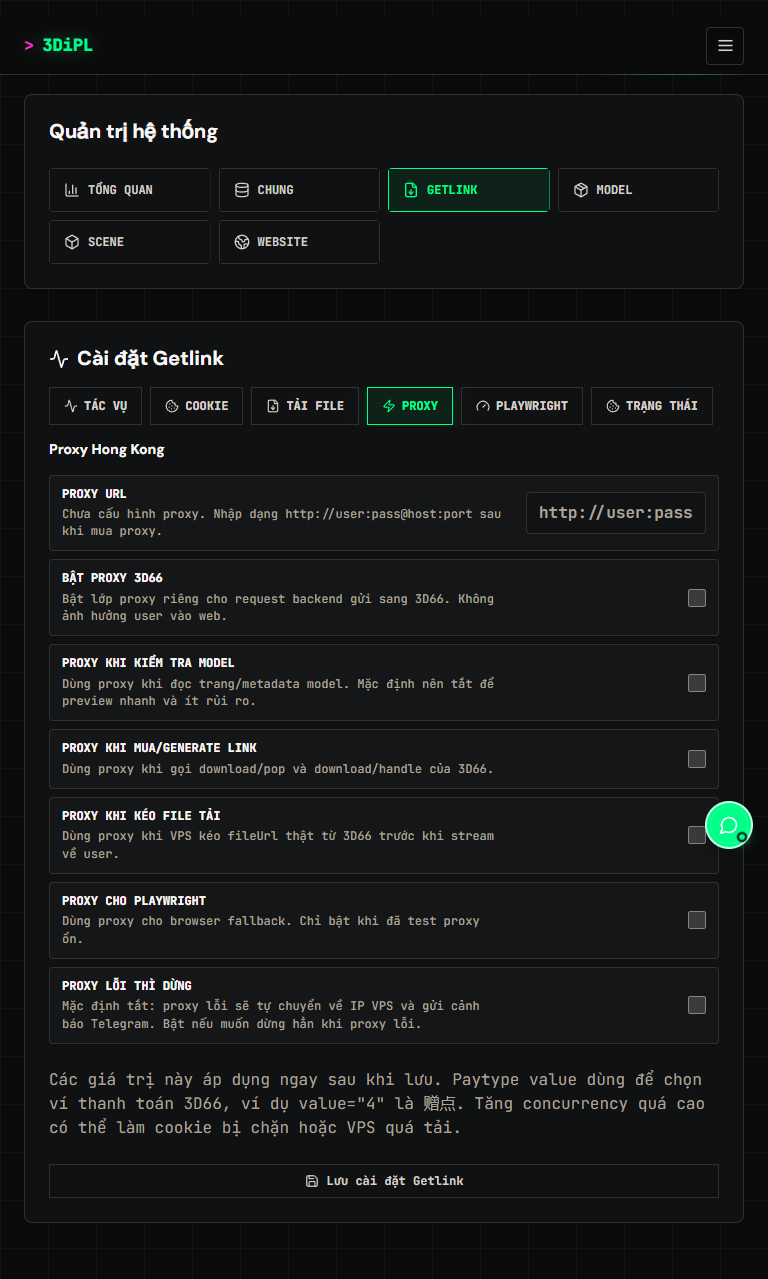 > 3DiPL
Quản trị hệ thống
TỔNG QUAN
CHUNG
GETLINK
MODEL
SCENE
WEBSITE
Cài đặt Getlink
TÁC VỤ
COOKIE
TẢI FILE
PROXY
PLAYWRIGHT
TRẠNG THÁI
Proxy Hong Kong
PROXY URL
Chưa cấu hình proxy. Nhập dạng http://user:pass@host:port sau
khi mua proxy.
http://user:pass
BẬT PROXY 3D66
Bật lớp proxy riêng cho request backend gửi sang 3D66. Không
ảnh hưởng user vào web.
PROXY KHI KIỂM TRA MODEL
Dùng proxy khi đọc trang/metadata model. Mặc định nên tắt để
preview nhanh và ít rủi ro.
PROXY KHI MUA/GENERATE LINK
Dùng proxy khi gọi download/pop và download/handle của 3D66.
PROXY KHI KÉO FILE TẢI
Dùng proxy khi VPS kéo fileUrl thật từ 3D66 trước khi stream
về user.
PROXY CHO PLAYWRIGHT
Dùng proxy cho browser fallback. Chỉ bật khi đã test proxy
ổn.
PROXY LỖI THÌ DỪNG
Mặc định tắt: proxy lỗi sẽ tự chuyển về IP VPS và gửi cảnh
báo Telegram. Bật nếu muốn dừng hẳn khi proxy lỗi.
Các giá trị này áp dụng ngay sau khi lưu. Paytype value dùng để chọn
ví thanh toán 3D66, ví dụ value="4" là 赠点. Tăng concurrency quá cao
có thể làm cookie bị chặn hoặc VPS quá tải.
Lưu cài đặt Getlink